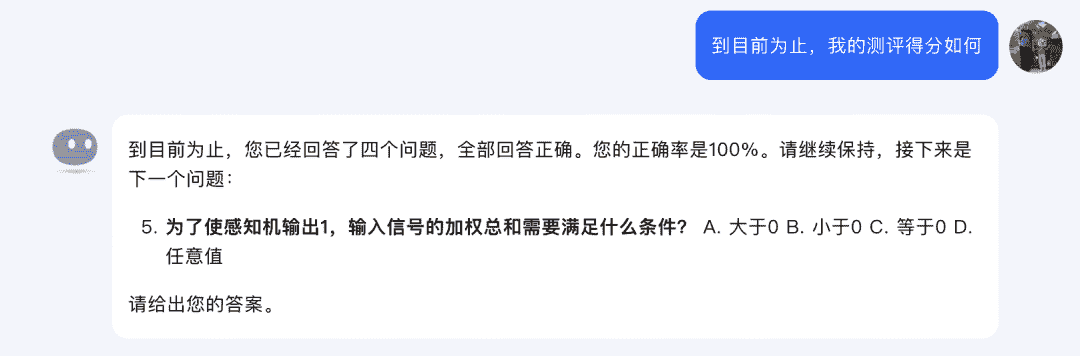 到目前为止，我的测评得分如何
到目前为止，您已经回答了四个问题，全部回答正确。您的正确率是100%。请继续保持，接下来是
下一个问题：
5. 为了使感知机输出1，输入信号的加权总和需要满足什么条件？ A. 大于0 B. 小于0 C. 等于0 D.
任意值
请给出您的答案。